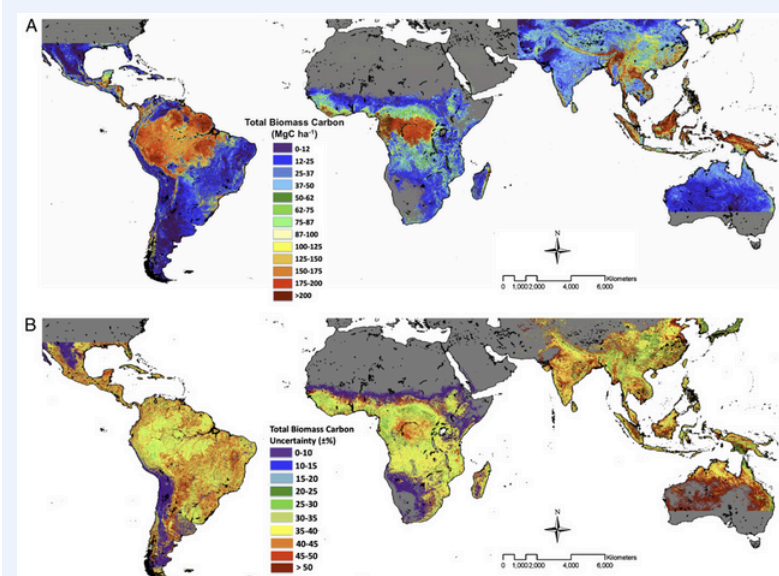 A
Total Biomass Carbon
(MgC ha⁻¹)
0-12
12-25
25-37
37-50
50-62
62-75
75-87
87-100
100-125
125-150
150-175
175-200
>200
N
Kilometers
0 1,000 2,000 4,000 6,000
B
Total Biomass Carbon
Uncertainty (±%)
0-10
10-15
15-20
20-25
25-30
30-35
35-40
40-45
45-50
> 50
N
Kilometers
0 1,000 2,000 4,000 6,000